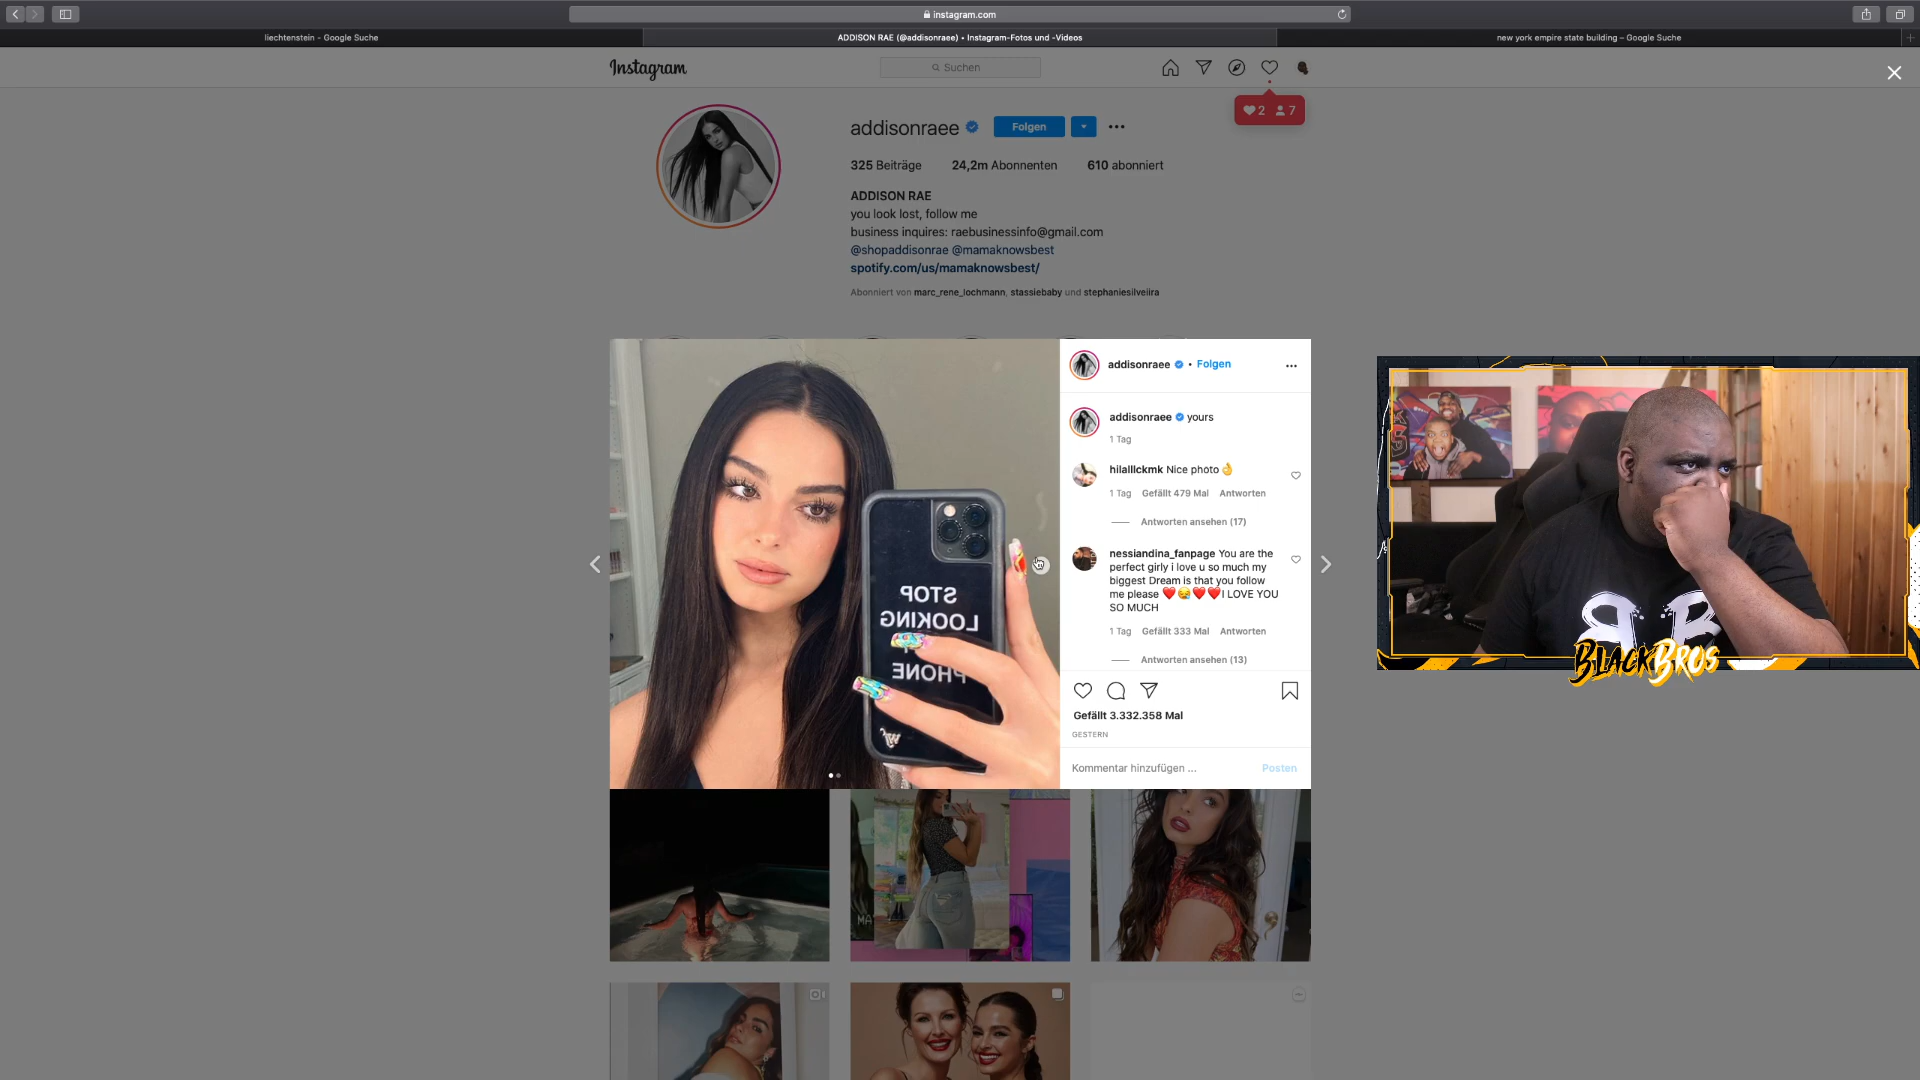 instagram.com
liechtenstein - Google Suche
ADDISON RAE (@addisonraee) • Instagram-Fotos und -Videos
new york empire state building – Google Suche
Instagram
Suchen
2 7
addisonraee
Folgen
325 Beiträge 24,2m Abonnenten 610 abonniert
ADDISON RAE
you look lost, follow me
business inquires: raebusinessinfo@gmail.com
@shopaddisonrae @mamaknowsbest
spotify.com/us/mamaknowsbest/
Abonniert von marc_rene_lochmann, stassiebaby und stephaniesilveiira
addisonraee • Folgen
addisonraee yours
1 Tag
hilalllckmk Nice photo👌
1 Tag Gefällt 479 Mal Antworten
Antworten ansehen (17)
nessiandina_fanpage You are the
perfect girly i love u so much my
biggest Dream is that you follow
me please ❤️😪❤️❤️I LOVE YOU
SO MUCH
1 Tag Gefällt 333 Mal Antworten
Antworten ansehen (13)
Gefällt 3.332.358 Mal
GESTERN
Kommentar hinzufügen ...
Posten
STOP
LOOKING
PHONE
BB
BLACKBROS